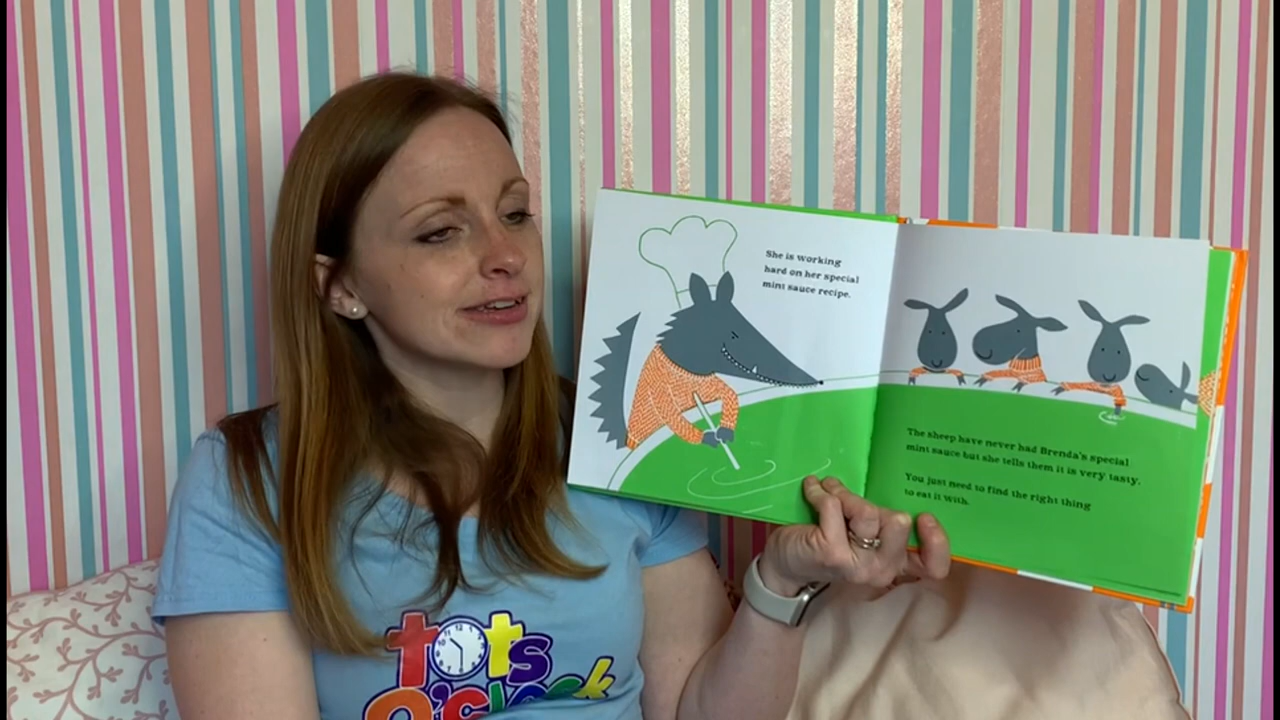 She is working
hard on her special
mint sauce recipe.
The sheep have never had Brenda's special
mint sauce but she tells them it is very tasty.
You just need to find the right thing
to eat it with.
tots
O'clock